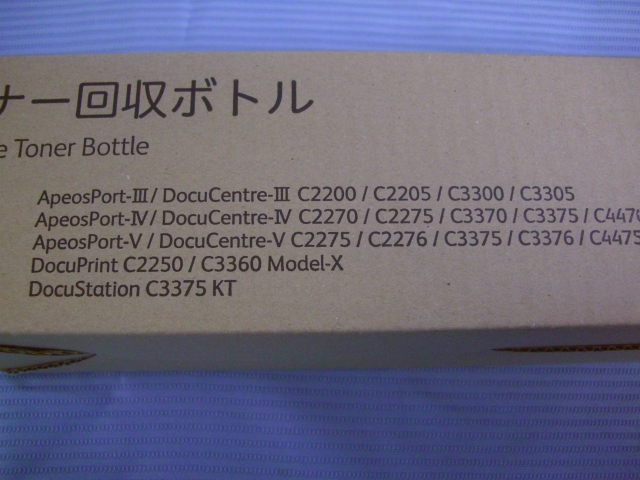 ナー回収ボトル
e Toner Bottle
ApeosPort-Ⅲ / DocuCentre-Ⅲ C2200 / C2205 / C3300 / C3305
ApeosPort-Ⅳ / DocuCentre-Ⅳ C2270 / C2275 / C3370 / C3375 / C4470
ApeosPort-Ⅴ / DocuCentre-Ⅴ C2275 / C2276 / C3375 / C3376 / C4475
DocuPrint C2250 / C3360 Model-X
DocuStation C3375 KT